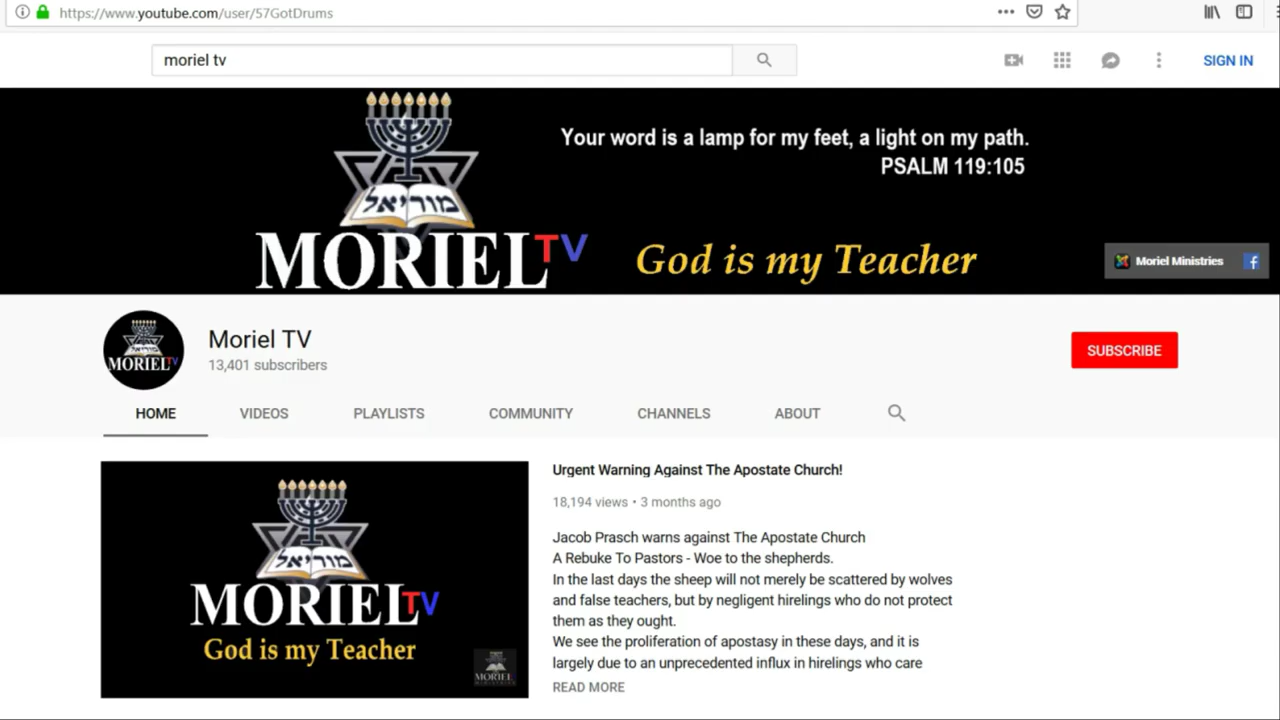 https://www.youtube.com/user/57GotDrums
moriel tv
SIGN IN
Your word is a lamp for my feet, a light on my path.
PSALM 119:105
מוריאל
MORIEL TV
God is my Teacher
Moriel Ministries
MORIEL TV
Moriel TV
13,401 subscribers
SUBSCRIBE
HOME VIDEOS PLAYLISTS COMMUNITY CHANNELS ABOUT
מוריאל
MORIEL TV
God is my Teacher
MORIEL
Urgent Warning Against The Apostate Church!
18,194 views • 3 months ago
Jacob Prasch warns against The Apostate Church
A Rebuke To Pastors - Woe to the shepherds.
In the last days the sheep will not merely be scattered by wolves
and false teachers, but by negligent hirelings who do not protect
them as they ought.
We see the proliferation of apostasy in these days, and it is
largely due to an unprecedented influx in hirelings who care
READ MORE